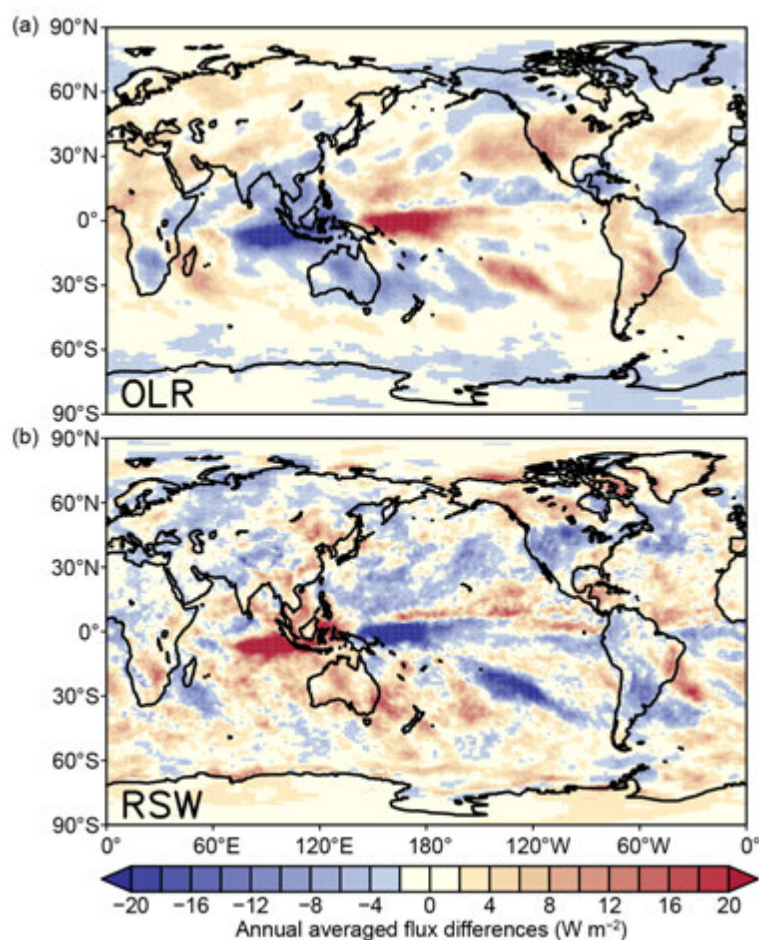 (a)
90°N
60°N
30°N
0°
30°S
60°S
90°S
OLR
(b)
90°N
60°N
30°N
0°
30°S
60°S
90°S
RSW
0° 60°E 120°E 180° 120°W 60°W 0°
−20 −16 −12 −8 −4 0 4 8 12 16 20
Annual averaged flux differences (W m⁻²)